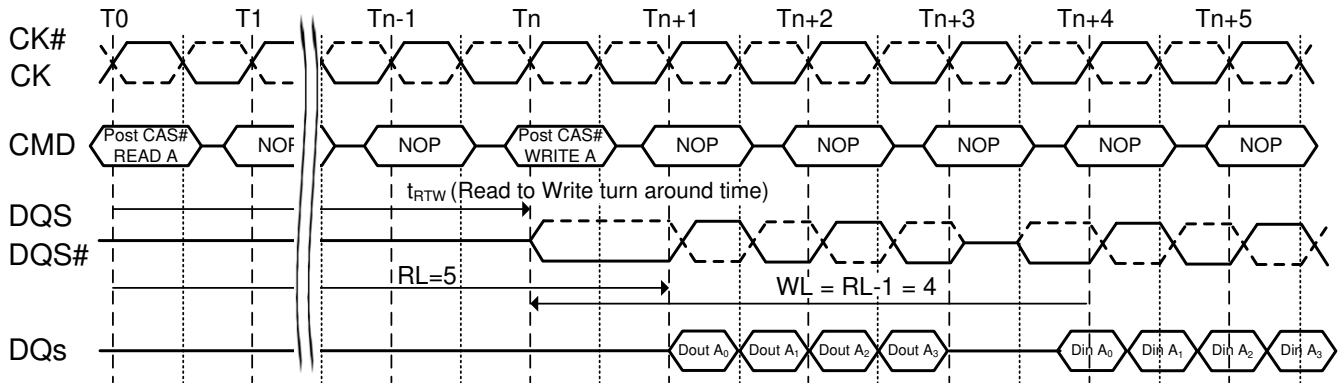 T0 T1 Tn-1 Tn Tn+1 Tn+2 Tn+3 Tn+4 Tn+5
CK#
CK
CMD
Post CAS#
READ A
NOP
NOP
Post CAS#
WRITE A
NOP
NOP
NOP
NOP
NOP
tRTW (Read to Write turn around time)
DQS
DQS#
RL=5
WL = RL-1 = 4
DQs
Dout A0 Dout A1 Dout A2 Dout A3 Din A0 Din A1 Din A2 Din A3